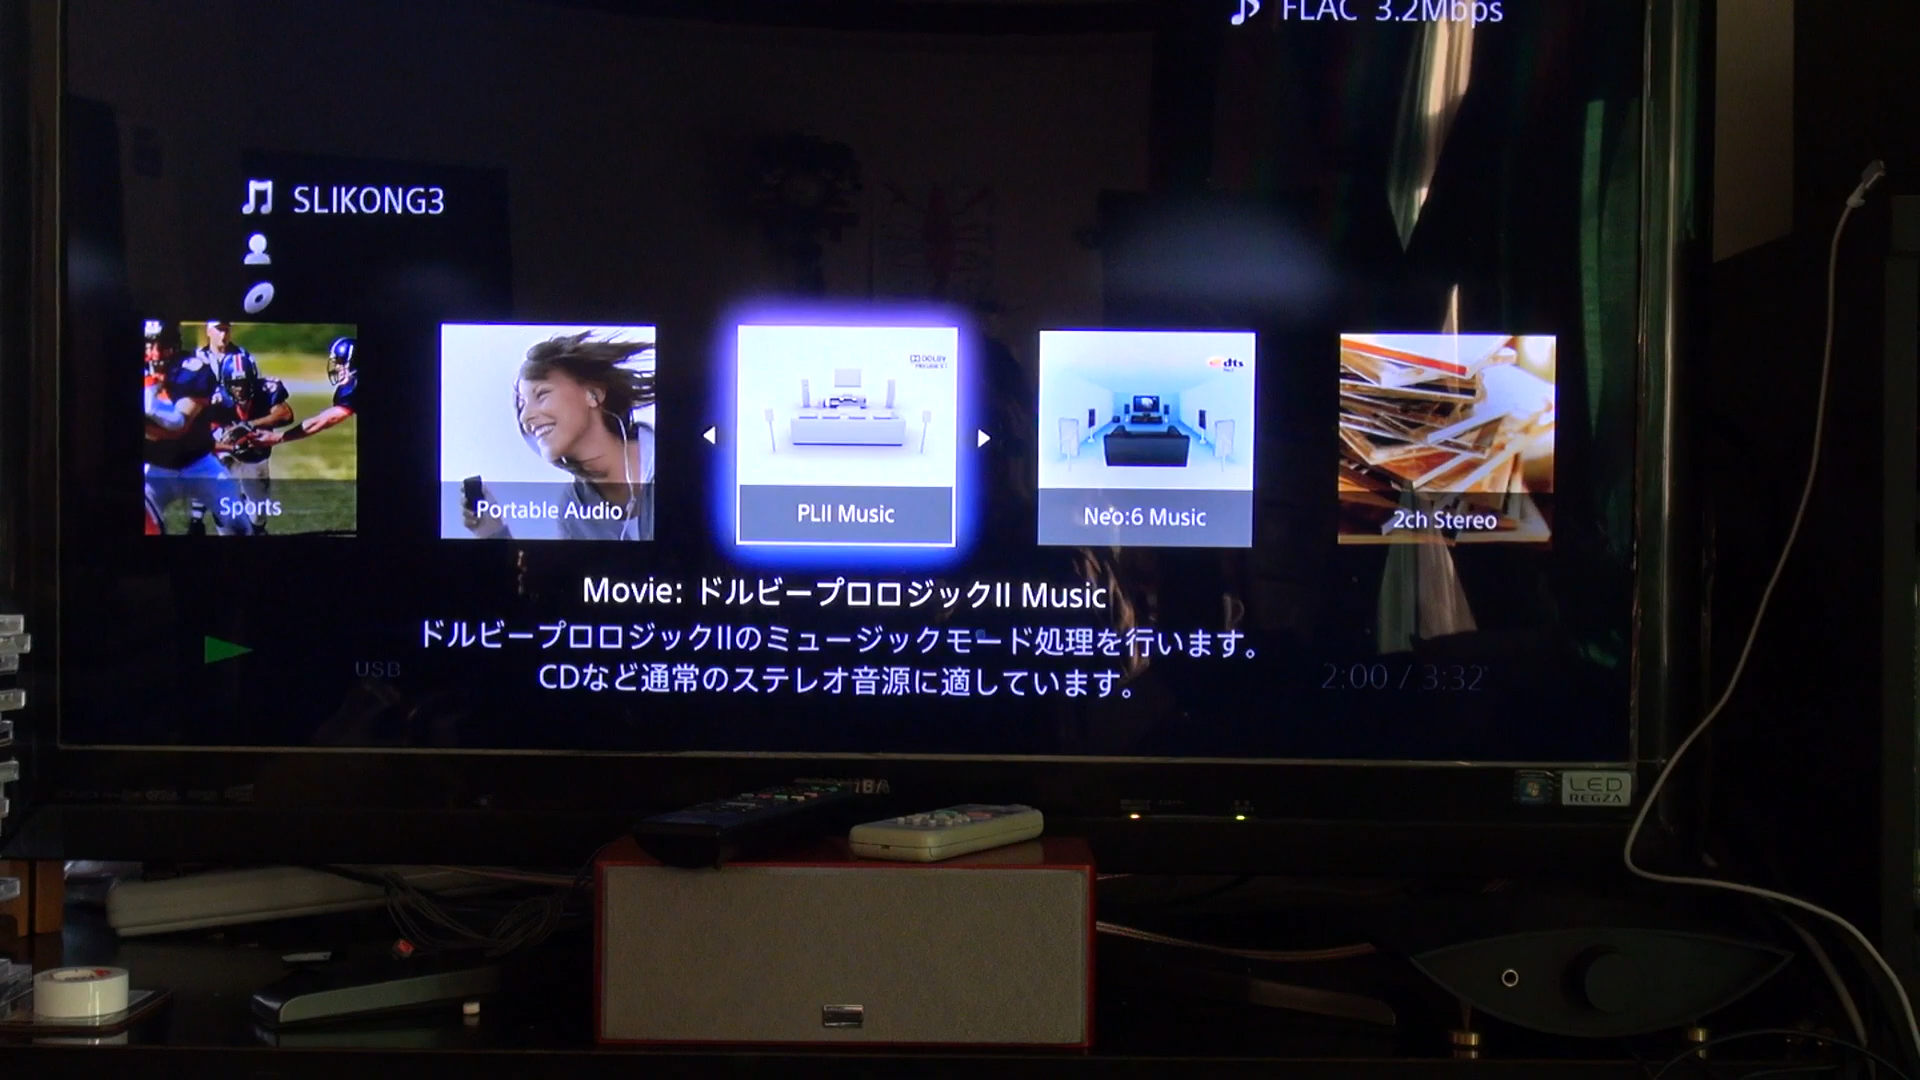 FLAC 3.2Mbps
SLIKONG3
DOLBY
dts
Sports
Portable Audio
PLII Music
Neo:6 Music
2ch Stereo
Movie: ドルビープロロジックII Music
ドルビープロロジックIIのミュージックモード処理を行います。
CDなど通常のステレオ音源に適しています。
USB
2:00 / 3:32
LED
REGZA